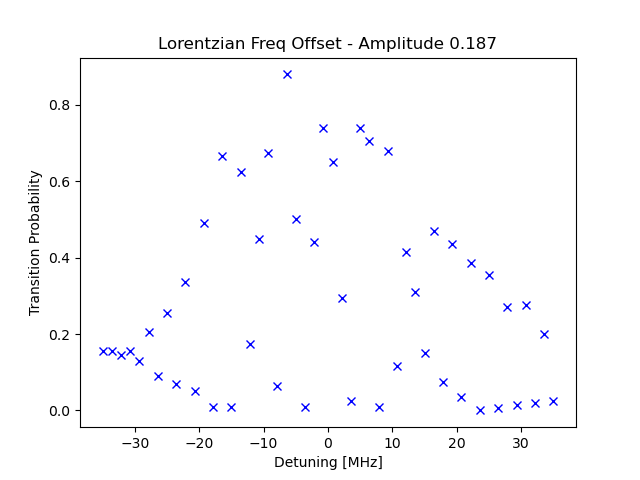 Lorentzian Freq Offset - Amplitude 0.187
Transition Probability
0.8
0.6
0.4
0.2
0.0
−30 −20 −10 0 10 20 30
Detuning [MHz]